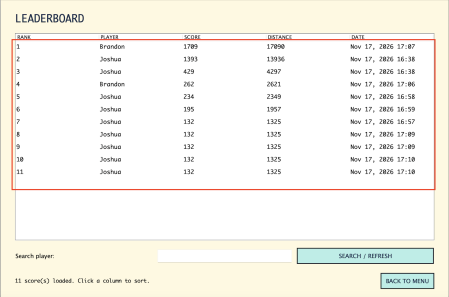 LEADERBOARD
RANK PLAYER SCORE DISTANCE DATE
1 Brandon 1709 17090 Nov 17, 2026 17:07
2 Joshua 1393 13936 Nov 17, 2026 16:38
3 Joshua 429 4297 Nov 17, 2026 16:38
4 Brandon 262 2621 Nov 17, 2026 17:06
5 Joshua 234 2349 Nov 17, 2026 16:58
6 Joshua 195 1957 Nov 17, 2026 16:59
7 Joshua 132 1325 Nov 17, 2026 16:57
8 Joshua 132 1325 Nov 17, 2026 17:09
9 Joshua 132 1325 Nov 17, 2026 17:09
10 Joshua 132 1325 Nov 17, 2026 17:10
11 Joshua 132 1325 Nov 17, 2026 17:10
Search player: SEARCH / REFRESH
11 score(s) loaded. Click a column to sort. BACK TO MENU